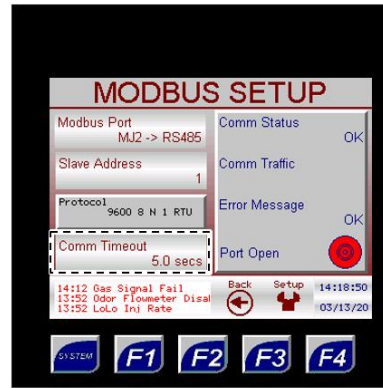 MODBUS SETUP
Modbus Port
MJ2 -> RS485
Slave Address
1
Protocol
9600 8 N 1 RTU
Comm Timeout
5.0 secs
Comm Status
OK
Comm Traffic
Error Message
OK
Port Open
14:12 Gas Signal Fail
13:52 Odor Flowmeter Disa
13:52 LoLo Inj Rate
Back
Setup
14:18:50
03/13/20
SYSTEM
F1
F2
F3
F4